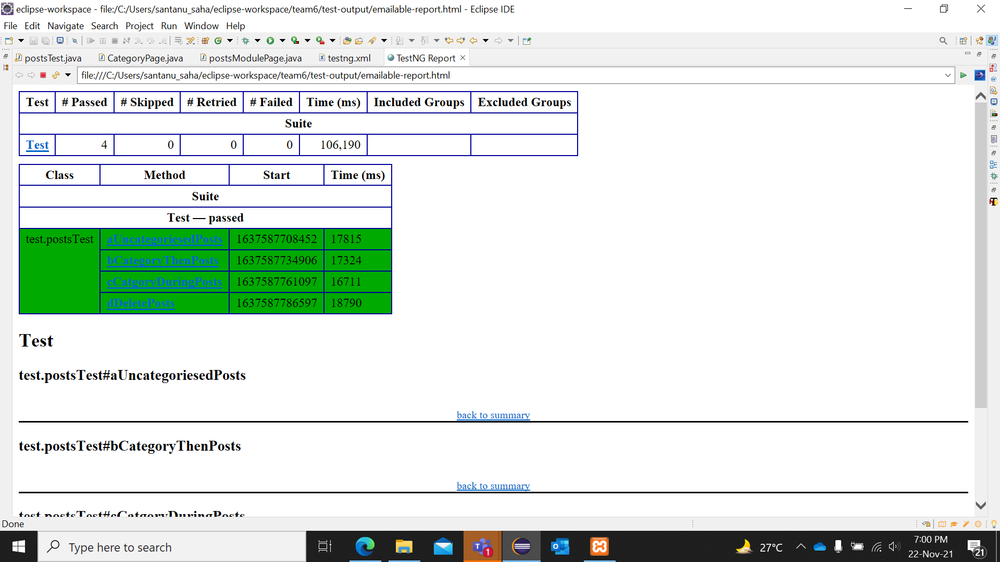 eclipse-workspace - file:/C:/Users/santanu_saha/eclipse-workspace/team6/test-output/emailable-report.html - Eclipse IDE
File Edit Navigate Search Project Run Window Help
postsTest.java CategoryPage.java postsModulePage.java testng.xml TestNG Report
file:///C:/Users/santanu_saha/eclipse-workspace/team6/test-output/emailable-report.html
Test # Passed # Skipped # Retried # Failed Time (ms) Included Groups Excluded Groups
Suite
Test 4 0 0 0 106,190
Class Method Start Time (ms)
Suite
Test — passed
test.postsTest aUncategoriesedPosts 1637587708452 17815
bCategoryThenPosts 1637587734906 17324
cCatgoryDuringPosts 1637587761097 16711
dDeletePosts 1637587786597 18790
Test
test.postsTest#aUncategoriesedPosts
back to summary
test.postsTest#bCategoryThenPosts
back to summary
test.postsTest#cCatgoryDuringPosts
Done
Type here to search
1
27°C
7:00 PM
22-Nov-21
21